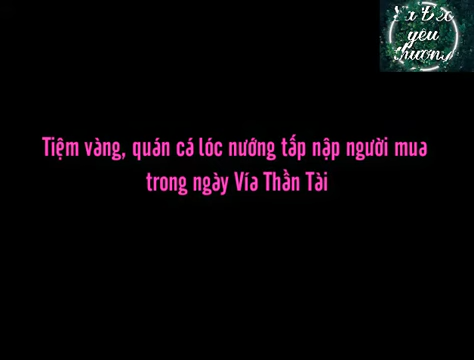 yêu
thương
Tiệm vàng, quán cá lóc nướng tấp nập người mua
trong ngày Vía Thần Tài